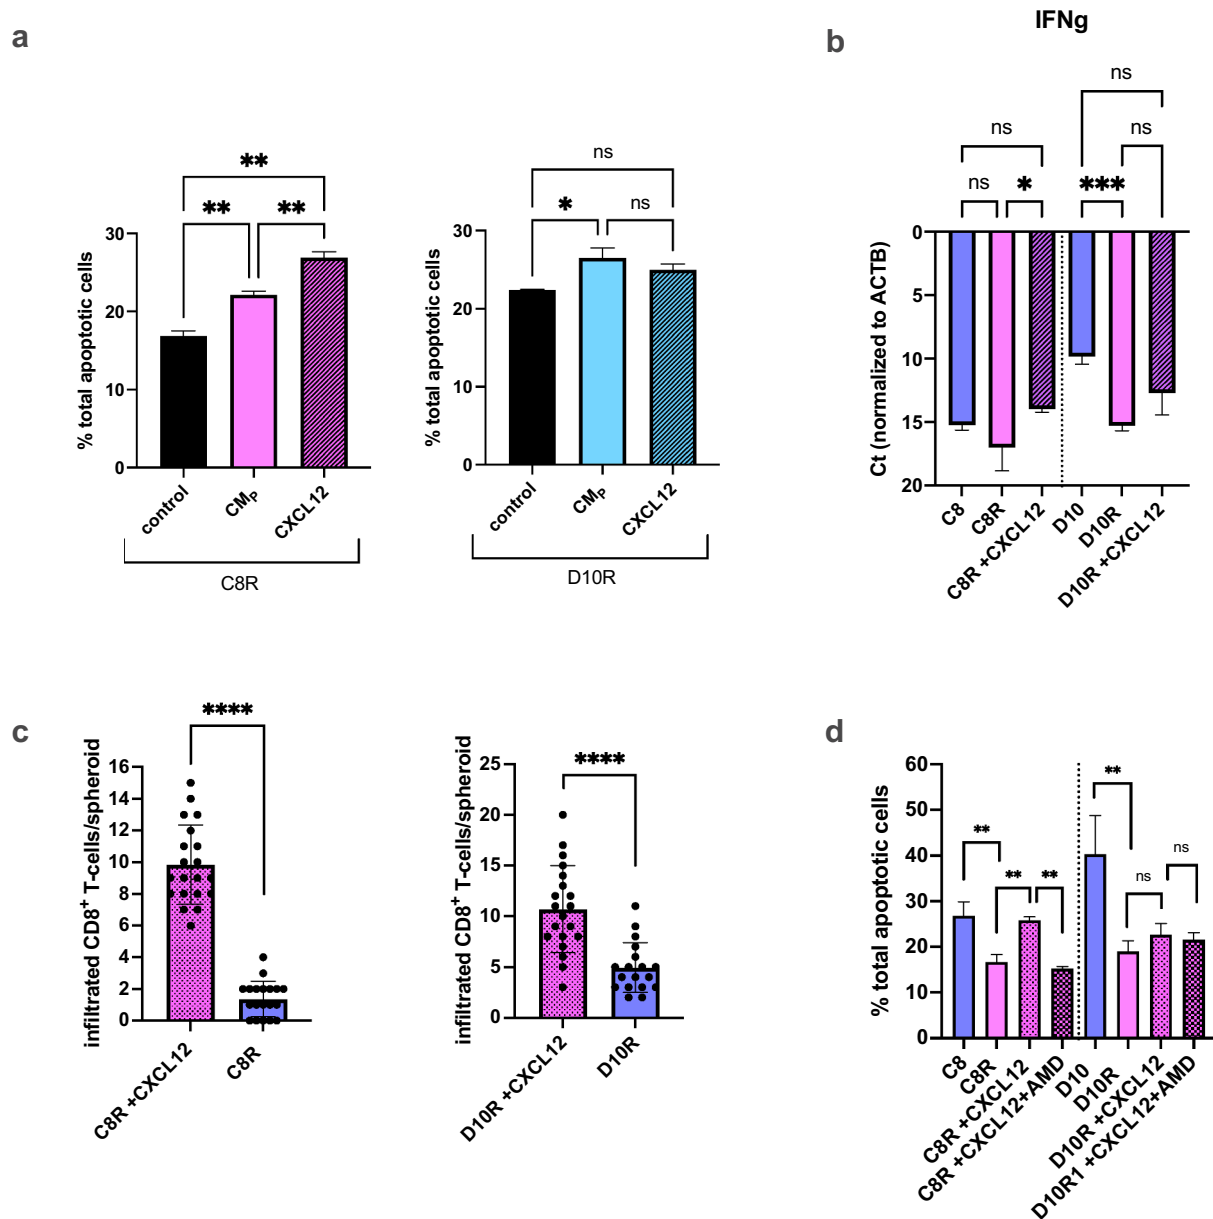 a
% total apoptotic cells
30
20
10
0
**
**
**
control
CMP
CXCL12
C8R
% total apoptotic cells
30
20
10
0
ns
*
ns
control
CMP
CXCL12
D10R
b
IFNg
Ct (normalized to ACTB)
0
5
10
15
20
ns
ns
*
ns
***
ns
C8
C8R
C8R +CXCL12
D10
D10R
D10R +CXCL12
c
infiltrated CD8+ T-cells/spheroid
16
14
12
10
8
6
4
2
0
****
C8R +CXCL12
C8R
infiltrated CD8+ T-cells/spheroid
25
20
15
10
5
0
****
D10R +CXCL12
D10R
d
% total apoptotic cells
60
50
40
30
20
10
0
**
**
**
**
ns
ns
C8
C8R
C8R +CXCL12
C8R +CXCL12+AMD
D10
D10R
D10R +CXCL12
D10R1 +CXCL12+AMD